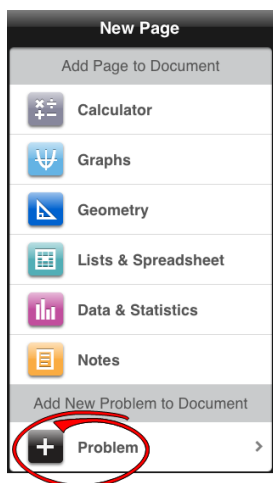 New Page
Add Page to Document
Calculator
Graphs
Geometry
Lists & Spreadsheet
Data & Statistics
Notes
Add New Problem to Document
Problem